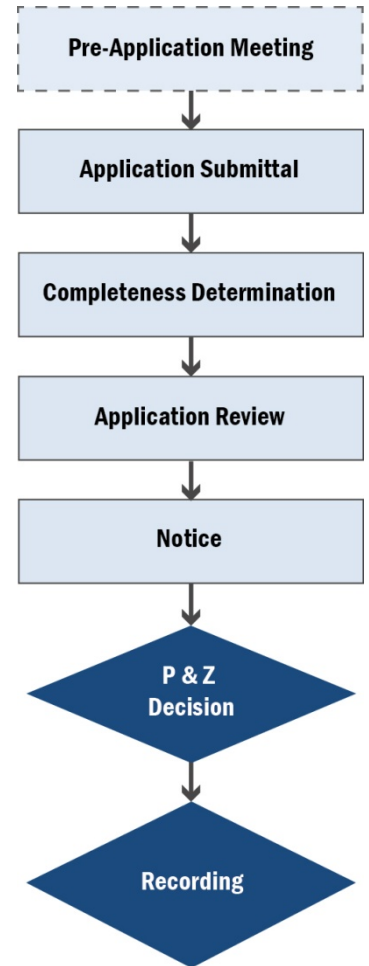 Pre-Application Meeting
Application Submittal
Completeness Determination
Application Review
Notice
P & Z
Decision
Recording